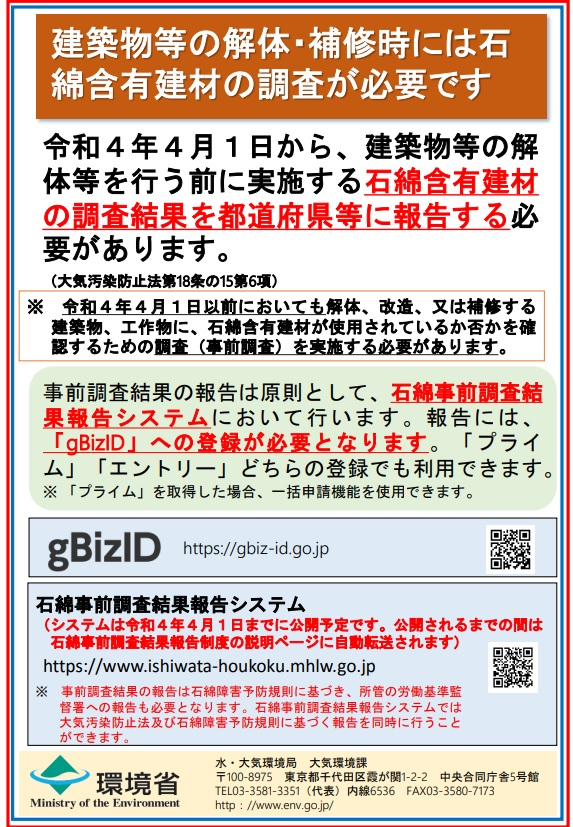 建築物等の解体・補修時には石
綿含有建材の調査が必要です
令和４年４月１日から、建築物等の解
体等を行う前に実施する石綿含有建材
の調査結果を都道府県等に報告する必
要があります。
（大気汚染防止法第18条の15第6項）
※　令和４年４月１日以前においても解体、改造、又は補修する
建築物、工作物に、石綿含有建材が使用されているか否かを確
認するための調査（事前調査）を実施する必要があります。
事前調査結果の報告は原則として、石綿事前調査結
果報告システムにおいて行います。報告には、
「gBizID」への登録が必要となります。「プライ
ム」「エントリー」どちらの登録でも利用できます。
※「プライム」を取得した場合、一括申請機能を使用できます。
gBizID https://gbiz-id.go.jp
石綿事前調査結果報告システム
（システムは令和４年４月１日までに公開予定です。公開されるまでの間は
石綿事前調査結果報告制度の説明ページに自動転送されます）
https://www.ishiwata-houkoku.mhlw.go.jp
※　事前調査結果の報告は石綿障害予防規則に基づき、所管の労働基準監
督署への報告も必要となります。石綿事前調査結果報告システムでは
大気汚染防止法及び石綿障害予防規則に基づく報告を同時に行うこと
ができます。
環境省
Ministry of the Environment
水・大気環境局　大気環境課
〒100-8975　東京都千代田区霞が関1-2-2　中央合同庁舎5号館
TEL03-3581-3351（代表）内線6536　FAX03-3580-7173
http：//www.env.go.jp/